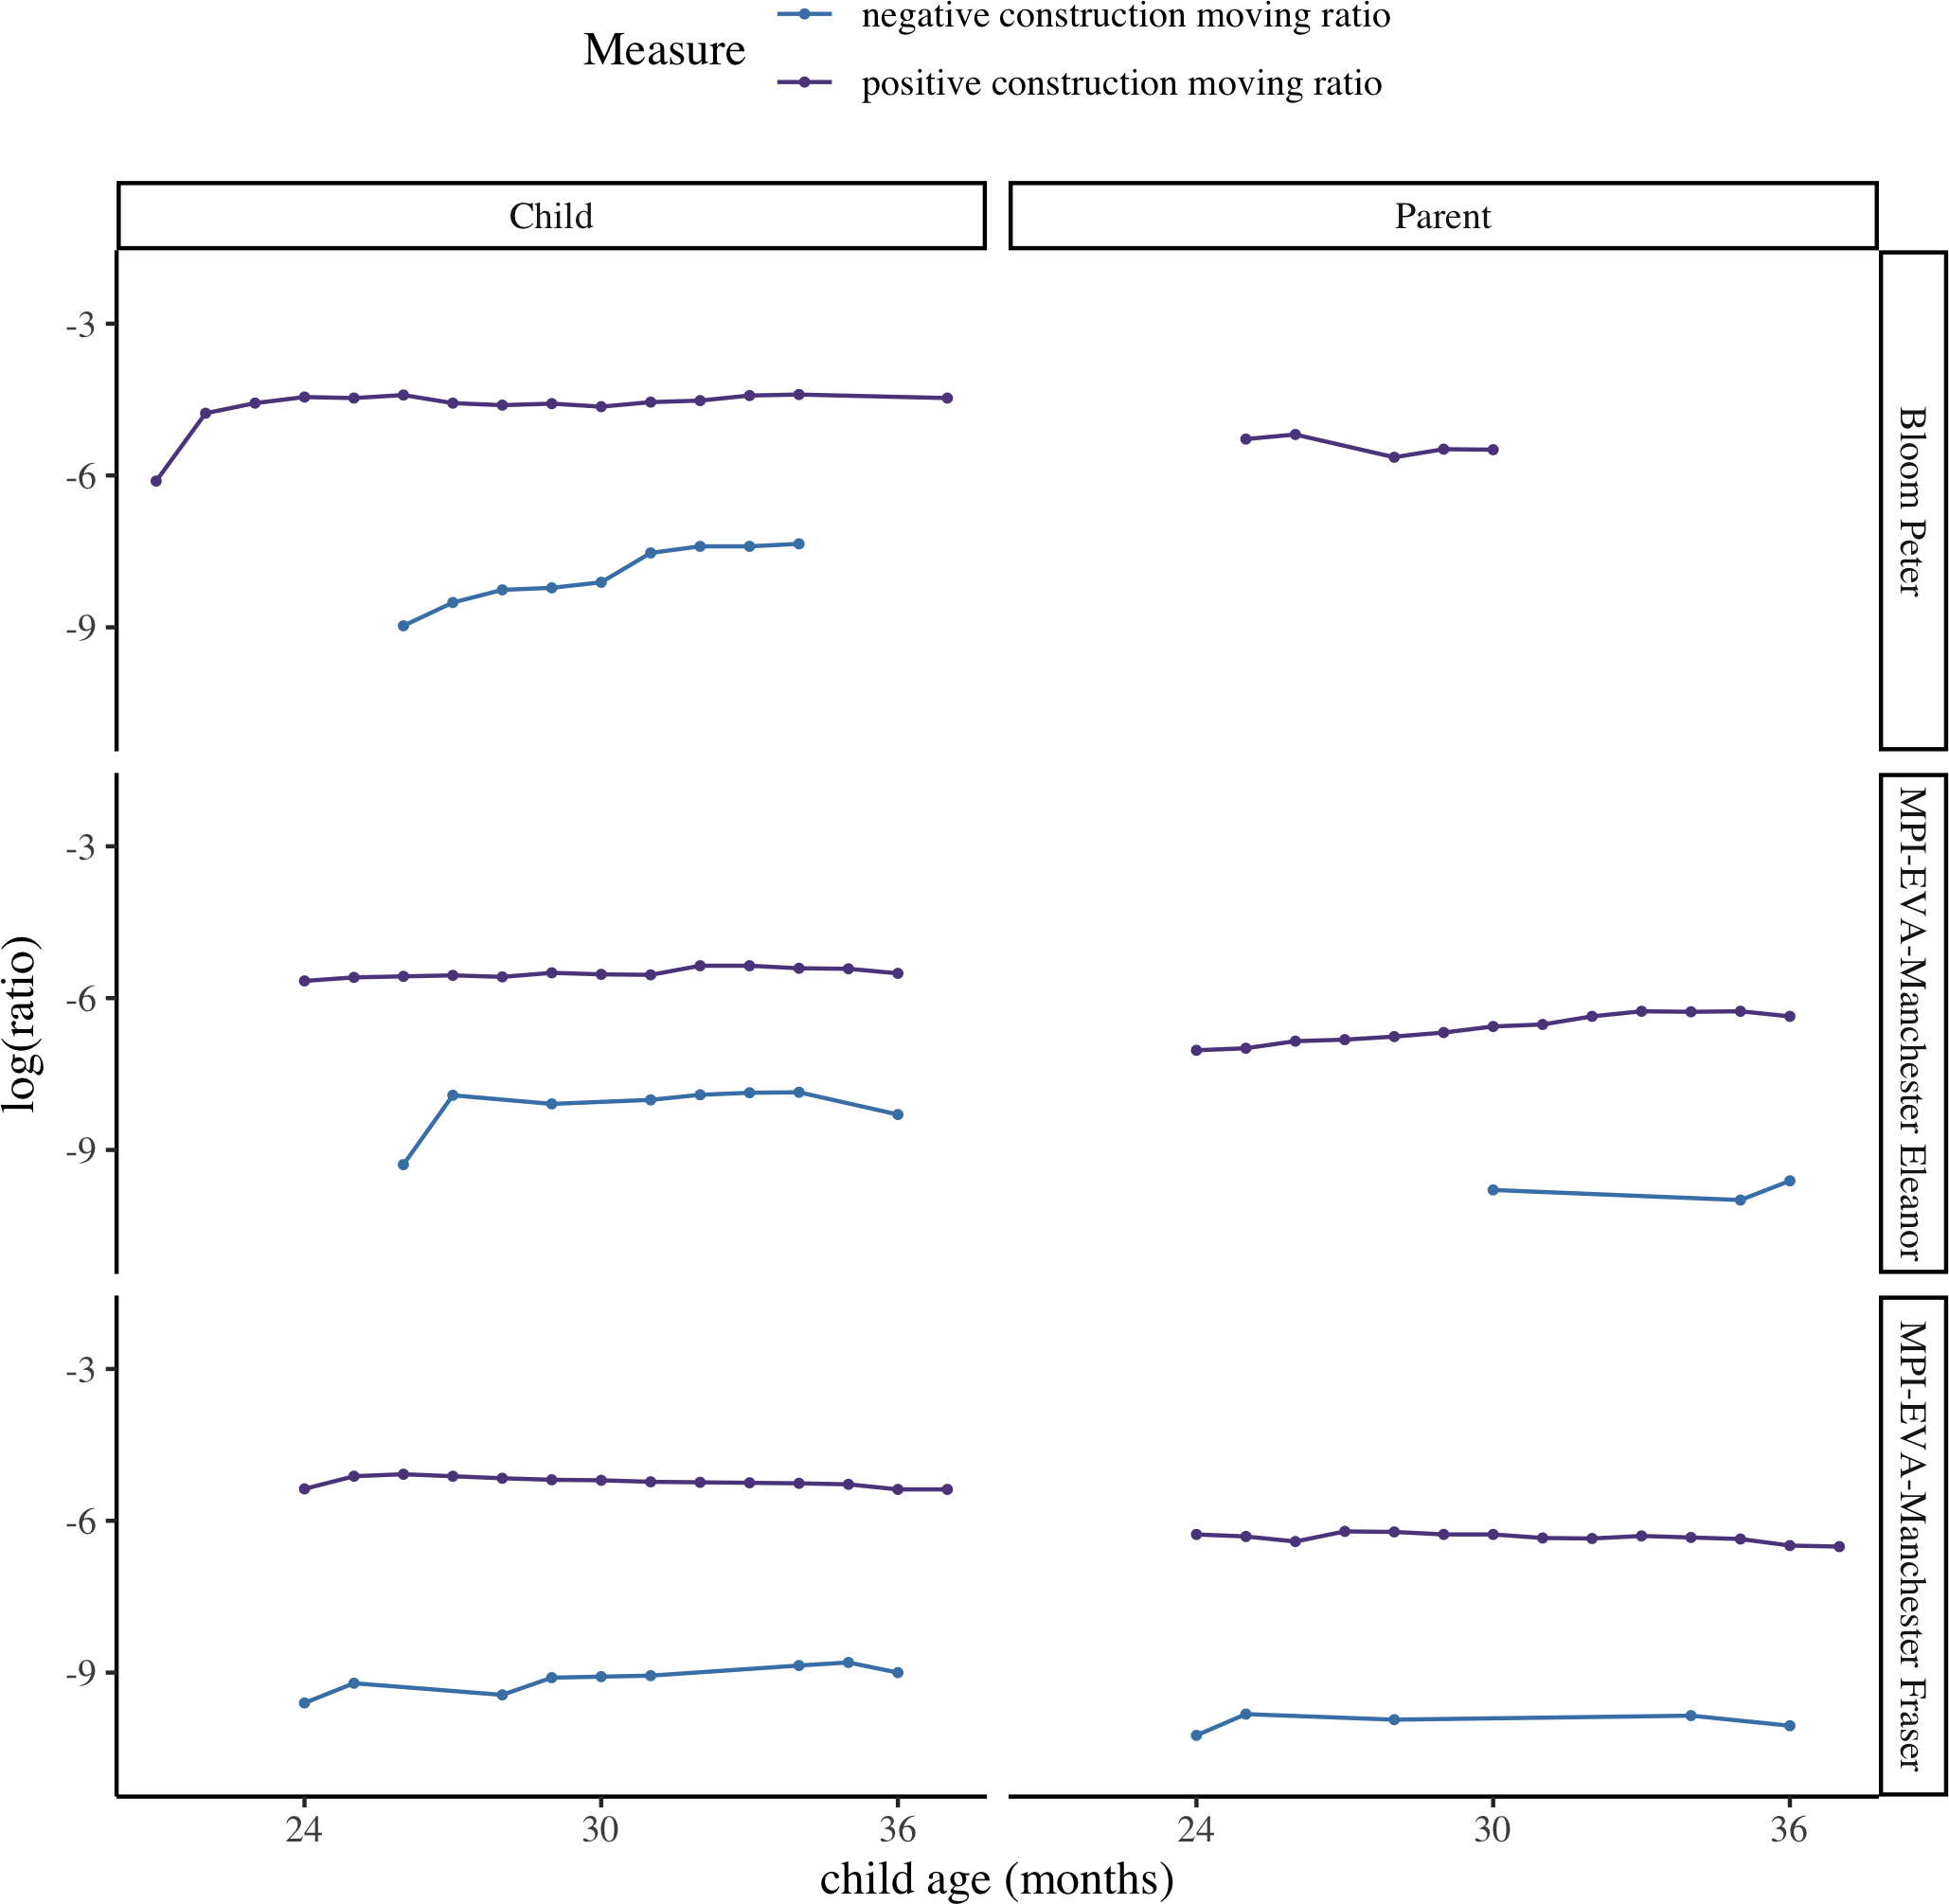 Measure
negative construction moving ratio
positive construction moving ratio
Child
Parent
-3
-6
-9
Bloom Peter
-3
-6
-9
MPI-EVA-Manchester Eleanor
-3
-6
-9
MPI-EVA-Manchester Fraser
log(ratio)
24
30
36
24
30
36
child age (months)